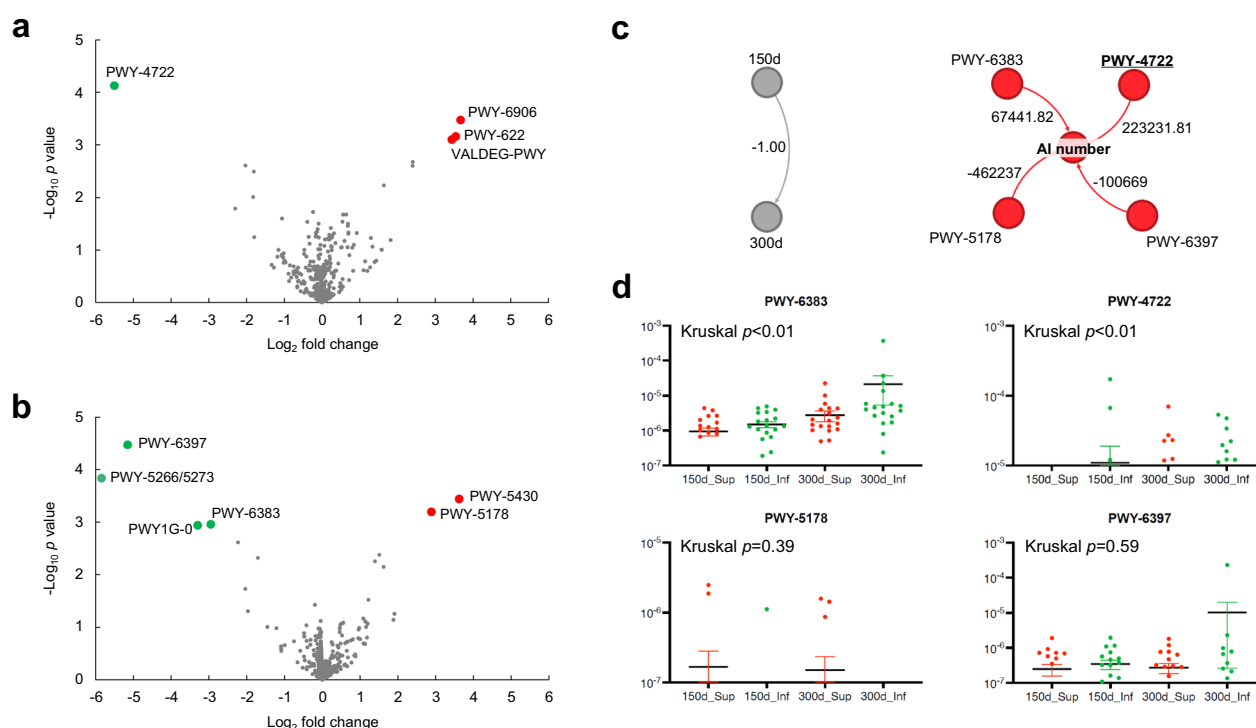 a
5
4
3
2
1
0
-Log10 p value
PWY-4722
PWY-6906
PWY-622
VALDEG-PWY
-6 -5 -4 -3 -2 -1 0 1 2 3 4 5 6
Log2 fold change
b
5
4
3
2
1
0
-Log10 p value
PWY-6397
PWY-5266/5273
PWY1G-0
PWY-6383
PWY-5430
PWY-5178
-6 -5 -4 -3 -2 -1 0 1 2 3 4 5 6
Log2 fold change
c
150d
-1.00
300d
PWY-6383
PWY-4722
67441.82
223231.81
AI number
-462237
-100669
PWY-5178
PWY-6397
d
PWY-6383
Kruskal p<0.01
10-3
10-4
10-5
10-6
10-7
150d_Sup 150d_Inf 300d_Sup 300d_Inf
PWY-4722
Kruskal p<0.01
10-3
10-4
10-5
150d_Sup 150d_Inf 300d_Sup 300d_Inf
PWY-5178
Kruskal p=0.39
10-5
10-6
10-7
150d_Sup 150d_Inf 300d_Sup 300d_Inf
PWY-6397
Kruskal p=0.59
10-3
10-4
10-5
10-6
10-7
150d_Sup 150d_Inf 300d_Sup 300d_Inf